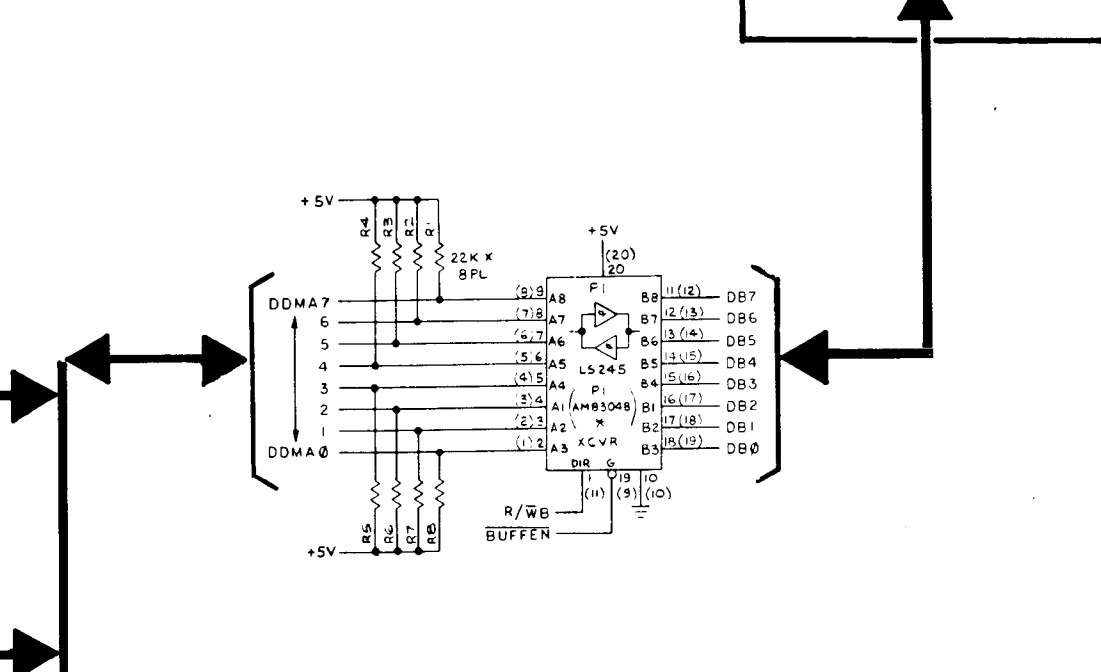 +5V
R4 R3 R2 R1
22K X
8PL
+5V
(20)
20
F1
DDMA7 (8)9 A8 B8 11(12) DB7
6 (7)8 A7 B7 12(13) DB6
5 (6)7 A6 B6 13(14) DB5
4 (5)6 A5 B5 14(15) DB4
LS245
3 (4)5 A4 B4 15(16) DB3
P1
2 (3)4 A1 (AM8304B) B1 16(17) DB2
*
1 (2)3 A2 B2 17(18) DB1
XCVR
DDMAØ (1)2 A3 B3 18(19) DBØ
DIR G
1 19 10
(11) (9) (10)
R/W̅B
BUFFEN
R5 R6 R7 R8
+5V